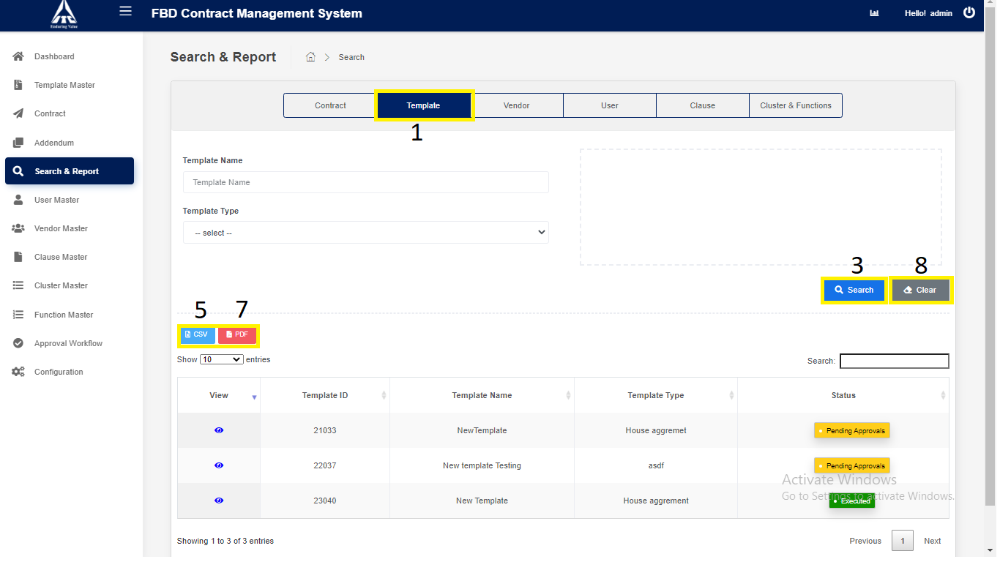 ITC
Enduring Value
FBD Contract Management System
Hello! admin
Dashboard
Template Master
Contract
Addendum
Search & Report
User Master
Vendor Master
Clause Master
Cluster Master
Function Master
Approval Workflow
Configuration
Search & Report
Search
Contract
Template
Vendor
User
Clause
Cluster & Functions
1
Template Name
Template Name
Template Type
-- select --
3
8
Search
Clear
5
7
CSV
PDF
Show 10 entries
Search:
View
Template ID
Template Name
Template Type
Status
21033
NewTemplate
House aggremet
Pending Approvals
22037
New template Testing
asdf
Pending Approvals
23040
New Template
House aggrement
Executed
Activate Windows
Go to Settings to activate Windows.
Showing 1 to 3 of 3 entries
Previous
1
Next